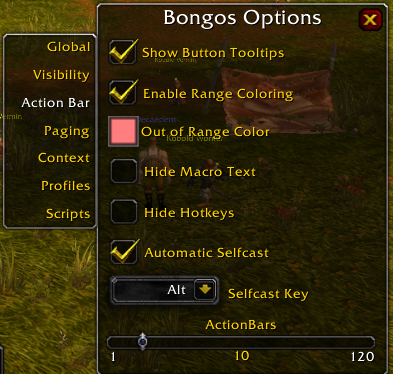 Bongos Options
Global
Visibility
Action Bar
Paging
Context
Profiles
Scripts
Show Button Tooltips
Enable Range Coloring
Out of Range Color
Hide Macro Text
Hide Hotkeys
Automatic Selfcast
Alt
Selfcast Key
ActionBars
1 10 120